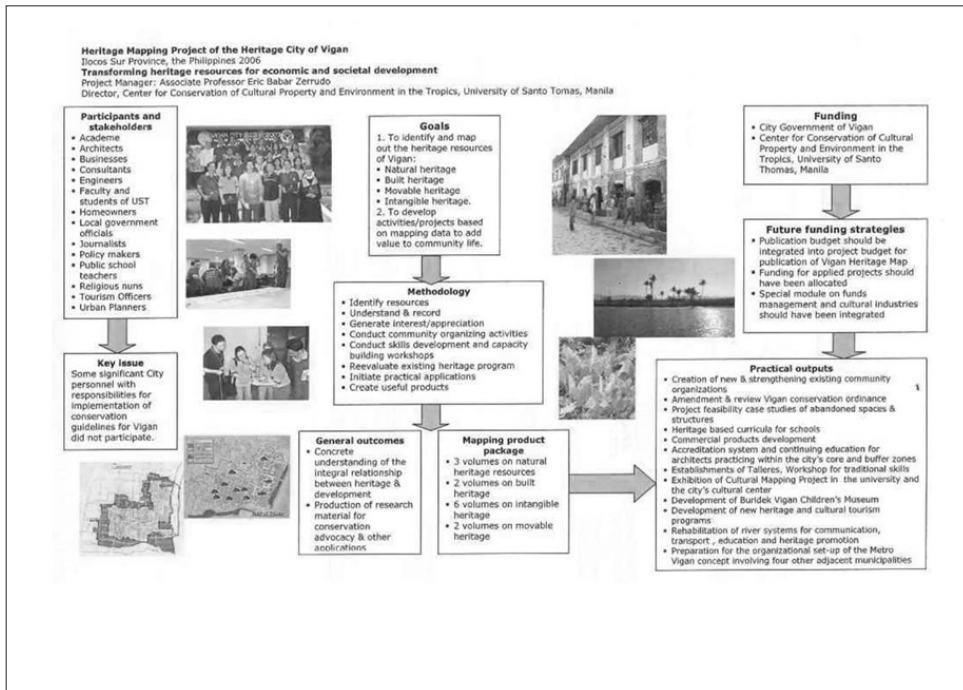 Heritage Mapping Project of the Heritage City of Vigan
Ilocos Sur Province, the Philippines 2006
Transforming heritage resources for economic and societal development
Project Manager: Associate Professor Eric Babar Zerrudo
Director, Center for Conservation of Cultural Property and Environment in the Tropics, University of Santo Tomas, Manila
Participants and
stakeholders
• Academe
• Architects
• Businesses
• Consultants
• Engineers
• Faculty and
students of UST
• Homeowners
• Local government
officials
• Journalists
• Policy makers
• Public school
teachers
• Religious nuns
• Tourism Officers
• Urban Planners
Key issue
Some significant City
personnel with
responsibilities for
implementation of
conservation
guidelines for Vigan
did not participate.
Goals
1. To identify and map
out the heritage resources
of Vigan:
• Natural heritage
• Built heritage
• Movable heritage
• Intangible heritage.
2. To develop
activities/projects based
on mapping data to add
value to community life.
Methodology
• Identify resources
• Understand & record
• Generate interest/appreciation
• Conduct community organizing activities
• Conduct skills development and capacity
building workshops
• Reevaluate existing heritage program
• Initiate practical applications
• Create useful products
General outcomes
• Concrete
understanding of the
integral relationship
between heritage &
development
• Production of research
material for
conservation
advocacy & other
applications
Mapping product
package
• 3 volumes on natural
heritage resources
• 2 volumes on built
heritage
• 6 volumes on intangible
heritage
• 2 volumes on movable
heritage
Funding
• City Government of Vigan
• Center for Conservation of Cultural
Property and Environment in the
Tropics, University of Santo
Thomas, Manila
Future funding strategies
• Publication budget should be
integrated into project budget for
publication of Vigan Heritage Map
• Funding for applied projects should
have been allocated
• Special module on funds
management and cultural industries
should have been integrated
Practical outputs
• Creation of new & strengthening existing community
organizations
• Amendment & review Vigan conservation ordinance
• Project feasibility case studies of abandoned spaces &
structures
• Heritage based curricula for schools
• Commercial products development
• Accreditation system and continuing education for
architects practicing within the city's core and buffer zones
• Establishments of Talleres, Workshop for traditional skills
• Exhibition of Cultural Mapping Project in the university and
the city's cultural center
• Development of Buridek Vigan Children's Museum
• Development of new heritage and cultural tourism
programs
• Rehabilitation of river systems for communication,
transport , education and heritage promotion
• Preparation for the organizational set-up of the Metro
Vigan concept involving four other adjacent municipalities